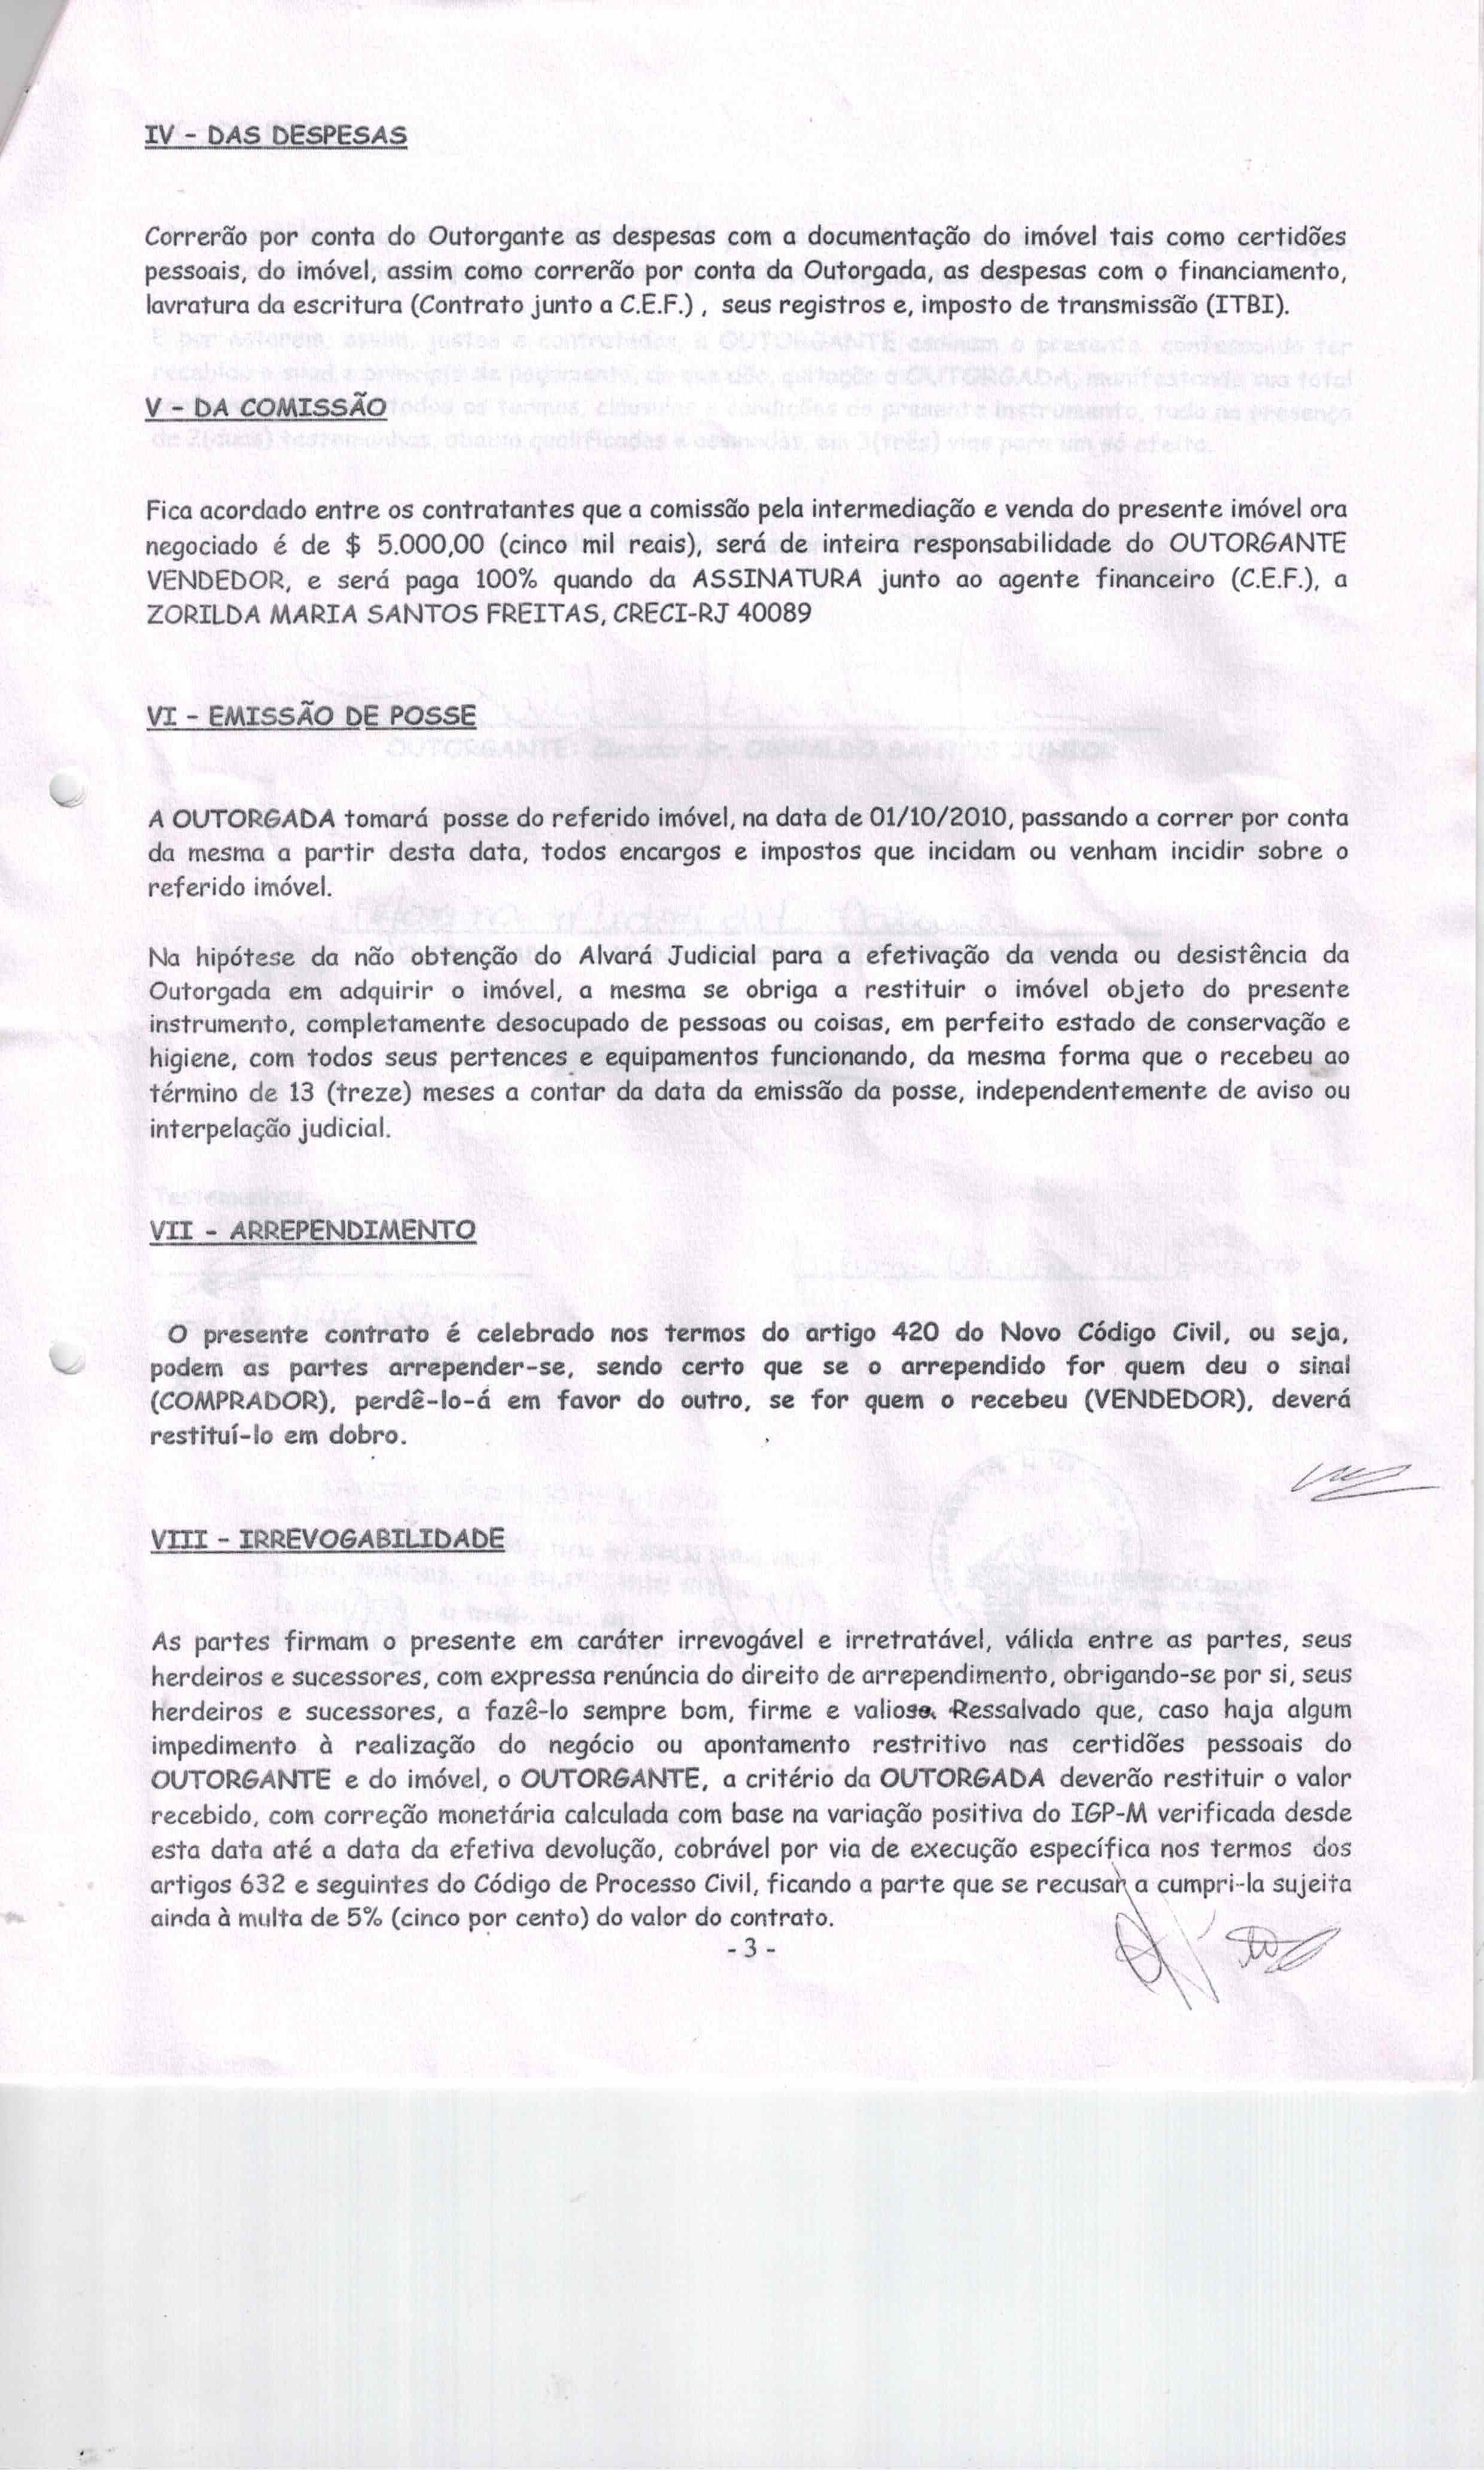 IV - DAS DESPESAS
Correrão por conta do Outorgante as despesas com a documentação do imóvel tais como certidões
pessoais, do imóvel, assim como correrão por conta da Outorgada, as despesas com o financiamento,
lavratura da escritura (Contrato junto a C.E.F.) , seus registros e, imposto de transmissão (ITBI).
V - DA COMISSÃO
Fica acordado entre os contratantes que a comissão pela intermediação e venda do presente imóvel ora
negociado é de $ 5.000,00 (cinco mil reais), será de inteira responsabilidade do OUTORGANTE
VENDEDOR, e será paga 100% quando da ASSINATURA junto ao agente financeiro (C.E.F.), a
ZORILDA MARIA SANTOS FREITAS, CRECI-RJ 40089
VI - EMISSÃO DE POSSE
A OUTORGADA tomará posse do referido imóvel, na data de 01/10/2010, passando a correr por conta
da mesma a partir desta data, todos encargos e impostos que incidam ou venham incidir sobre o
referido imóvel.
Na hipótese da não obtenção do Alvará Judicial para a efetivação da venda ou desistência da
Outorgada em adquirir o imóvel, a mesma se obriga a restituir o imóvel objeto do presente
instrumento, completamente desocupado de pessoas ou coisas, em perfeito estado de conservação e
higiene, com todos seus pertences e equipamentos funcionando, da mesma forma que o recebeu ao
término de 13 (treze) meses a contar da data da emissão da posse, independentemente de aviso ou
interpelação judicial.
VII - ARREPENDIMENTO
O presente contrato é celebrado nos termos do artigo 420 do Novo Código Civil, ou seja,
podem as partes arrepender-se, sendo certo que se o arrependido for quem deu o sinal
(COMPRADOR), perdê-lo-á em favor do outro, se for quem o recebeu (VENDEDOR), deverá
restituí-lo em dobro.
VIII - IRREVOGABILIDADE
As partes firmam o presente em caráter irrevogável e irretratável, válida entre as partes, seus
herdeiros e sucessores, com expressa renúncia do direito de arrependimento, obrigando-se por si, seus
herdeiros e sucessores, a fazê-lo sempre bom, firme e valioso. Ressalvado que, caso haja algum
impedimento à realização do negócio ou apontamento restritivo nas certidões pessoais do
OUTORGANTE e do imóvel, o OUTORGANTE, a critério da OUTORGADA deverão restituir o valor
recebido, com correção monetária calculada com base na variação positiva do IGP-M verificada desde
esta data até a data da efetiva devolução, cobrável por via de execução específica nos termos dos
artigos 632 e seguintes do Código de Processo Civil, ficando a parte que se recusar a cumpri-la sujeita
ainda à multa de 5% (cinco por cento) do valor do contrato.
- 3 -